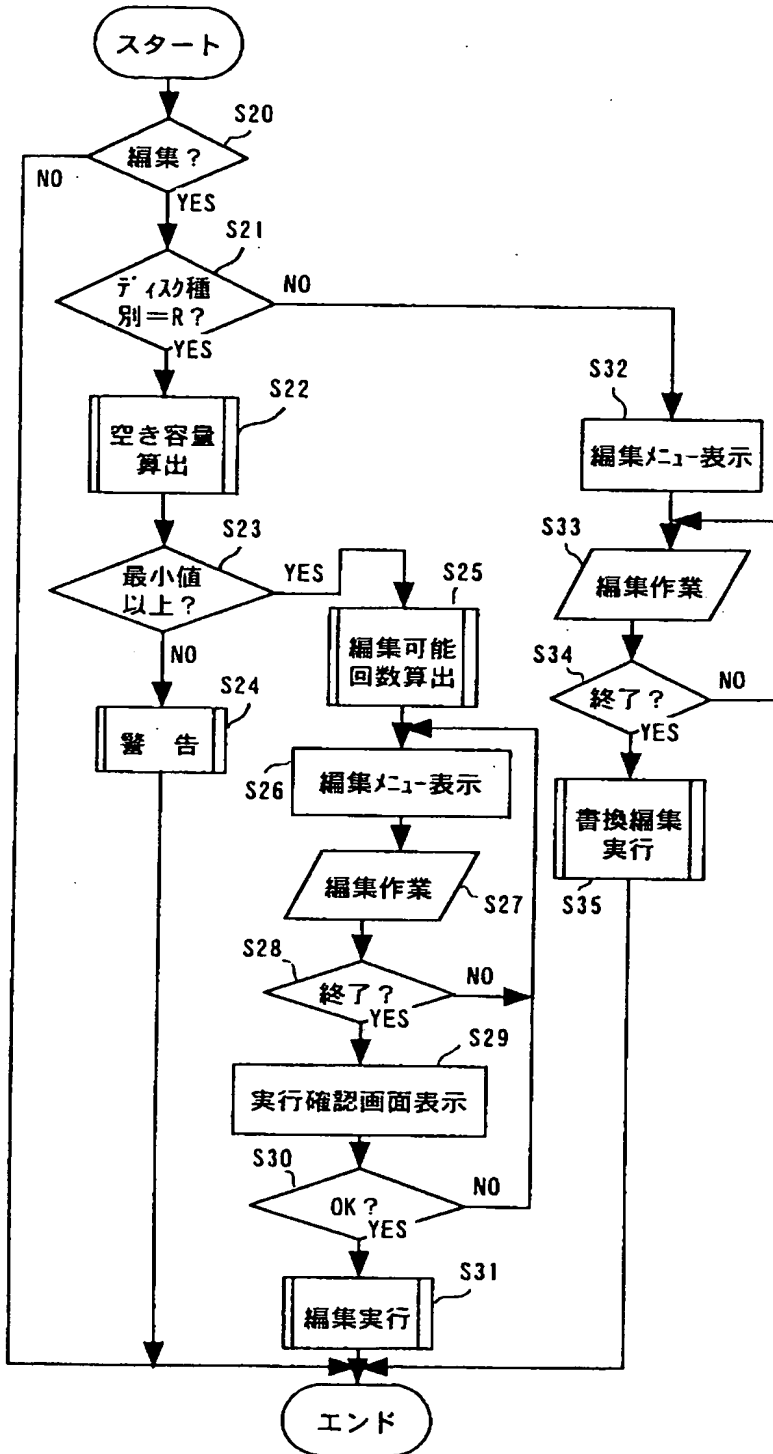 スタート
S20
編集？
NO
YES
S21
ディスク種
別＝R？
NO
YES
S22
空き容量
算出
S23
最小値
以上？
YES
NO
S24
警 告
S25
編集可能
回数算出
S26
編集メニュー表示
編集作業
S27
S28
終了？
NO
YES
S29
実行確認画面表示
S30
OK？
NO
YES
S31
編集実行
S32
編集メニュー表示
S33
編集作業
S34
終了？
NO
YES
書換編集
実行
S35
エンド